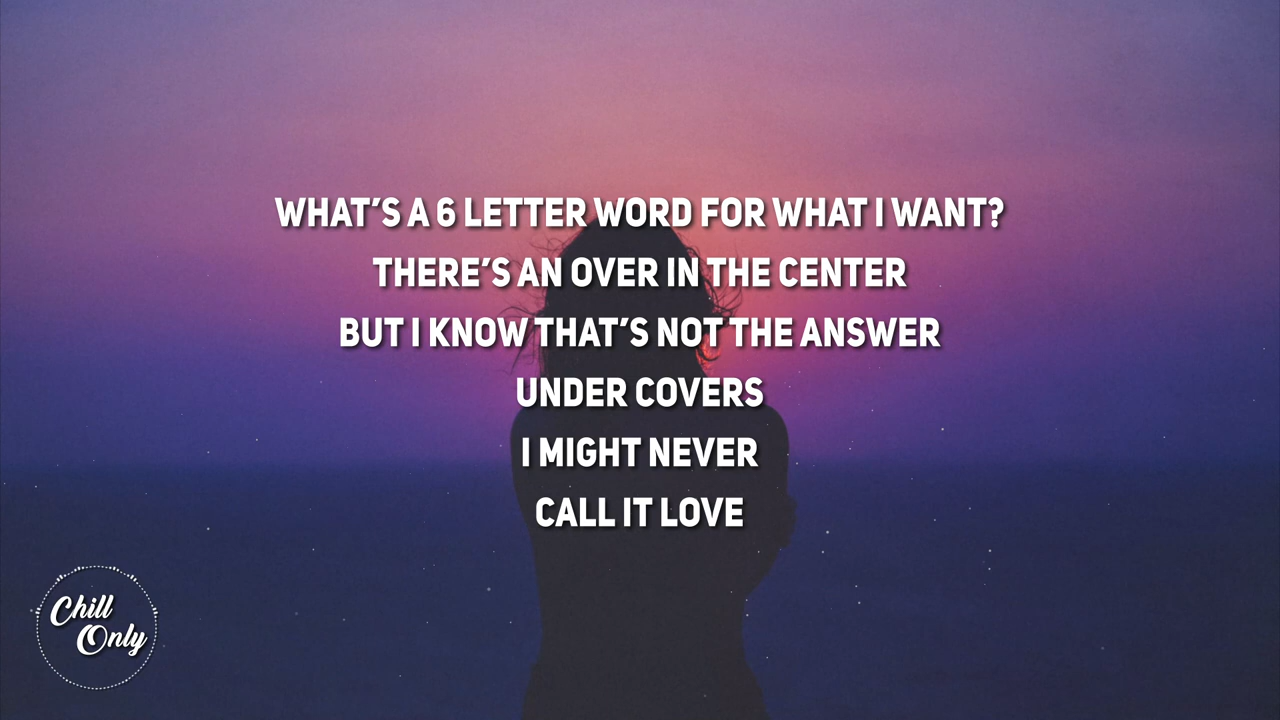 WHAT'S A 6 LETTER WORD FOR WHAT I WANT?
THERE'S AN OVER IN THE CENTER
BUT I KNOW THAT'S NOT THE ANSWER
UNDER COVERS
I MIGHT NEVER
CALL IT LOVE
Chill
Only